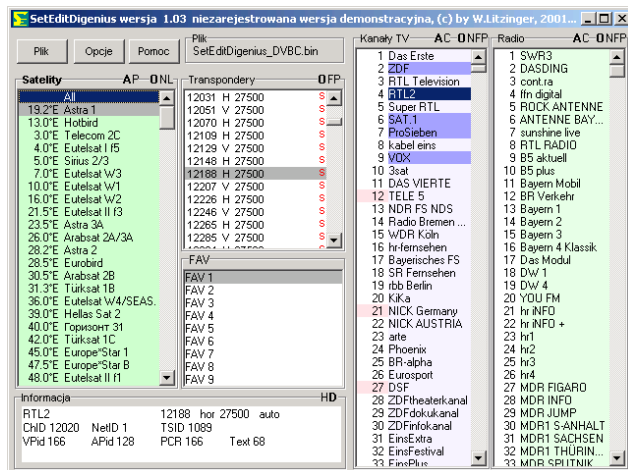 SetEditDigenius wersja 1.03 niezarejestrowana wersja demonstracyjna, (c) by W.Litzinger, 2001...
Plik
Opcje
Pomoc
Plik
SetEditDigenius_DVBC.bin
Satelity
AP ONL
All
19.2°E Astra 1
13.0°E Hotbird
3.0°E Telecom 2C
4.0°E Eutelsat I f5
5.0°E Sirius 2/3
7.0°E Eutelsat W3
10.0°E Eutelsat W1
16.0°E Eutelsat W2
21.5°E Eutelsat II f3
23.5°E Astra 3A
26.0°E Arabsat 2A/3A
28.2°E Astra 2
28.5°E Eurobird
30.5°E Arabsat 2B
31.3°E Türksat 1B
36.0°E Eutelsat W4/SEAS.
39.0°E Hellas Sat 2
40.0°E Горизонт 31
42.0°E Türksat 1C
45.0°E Europe*Star 1
47.5°E Europe*Star B
48.0°E Eutelsat II f1
Transpondery
OFP
12031 H 27500 S
12051 V 27500 S
12070 H 27500 S
12109 H 27500 S
12129 V 27500 S
12148 H 27500 S
12188 H 27500 S
12207 V 27500 S
12226 H 27500 S
12246 V 27500 S
12265 H 27500 S
12285 V 27500 S
FAV
FAV 1
FAV 2
FAV 3
FAV 4
FAV 5
FAV 6
FAV 7
FAV 8
FAV 9
Informacja
HD
RTL2 12188 hor 27500 auto
ChID 12020 NetID 1 TSID 1089
VPid 166 APid 128 PCR 166 Text 68
Kanały TV
AC-ONFP
1 Das Erste
2 ZDF
3 RTL Television
4 RTL2
5 Super RTL
6 SAT.1
7 ProSieben
8 kabel eins
9 VOX
10 3sat
11 DAS VIERTE
12 TELE 5
13 NDR FS NDS
14 Radio Bremen ...
15 WDR Köln
16 hr-fernsehen
17 Bayerisches FS
18 SR Fernsehen
19 rbb Berlin
20 KiKa
21 NICK Germany
22 NICK AUSTRIA
23 arte
24 Phoenix
25 BR-alpha
26 Eurosport
27 DSF
28 ZDFtheaterkanal
29 ZDFdokukanal
30 ZDFinfokanal
31 EinsExtra
32 EinsFestival
33 EinsPlus
Radio
AC-ONFP
1 SWR3
2 DASDING
3 cont.ra
4 ffn digital
5 ROCK ANTENNE
6 ANTENNE BAY...
7 sunshine live
8 RTL RADIO
9 B5 aktuell
10 B5 plus
11 Bayern Mobil
12 BR Verkehr
13 Bayern 1
14 Bayern 2
15 Bayern 3
16 Bayern 4 Klassik
17 Das Modul
18 DW 1
19 DW 4
20 YOU FM
21 hr iNFO
22 hr iNFO +
23 hr1
24 hr2
25 hr3
26 hr4
27 MDR FIGARO
28 MDR INFO
29 MDR JUMP
30 MDR1 S-ANHALT
31 MDR1 SACHSEN
32 MDR1 THÜRIN...
33 MDR SPUTNIK